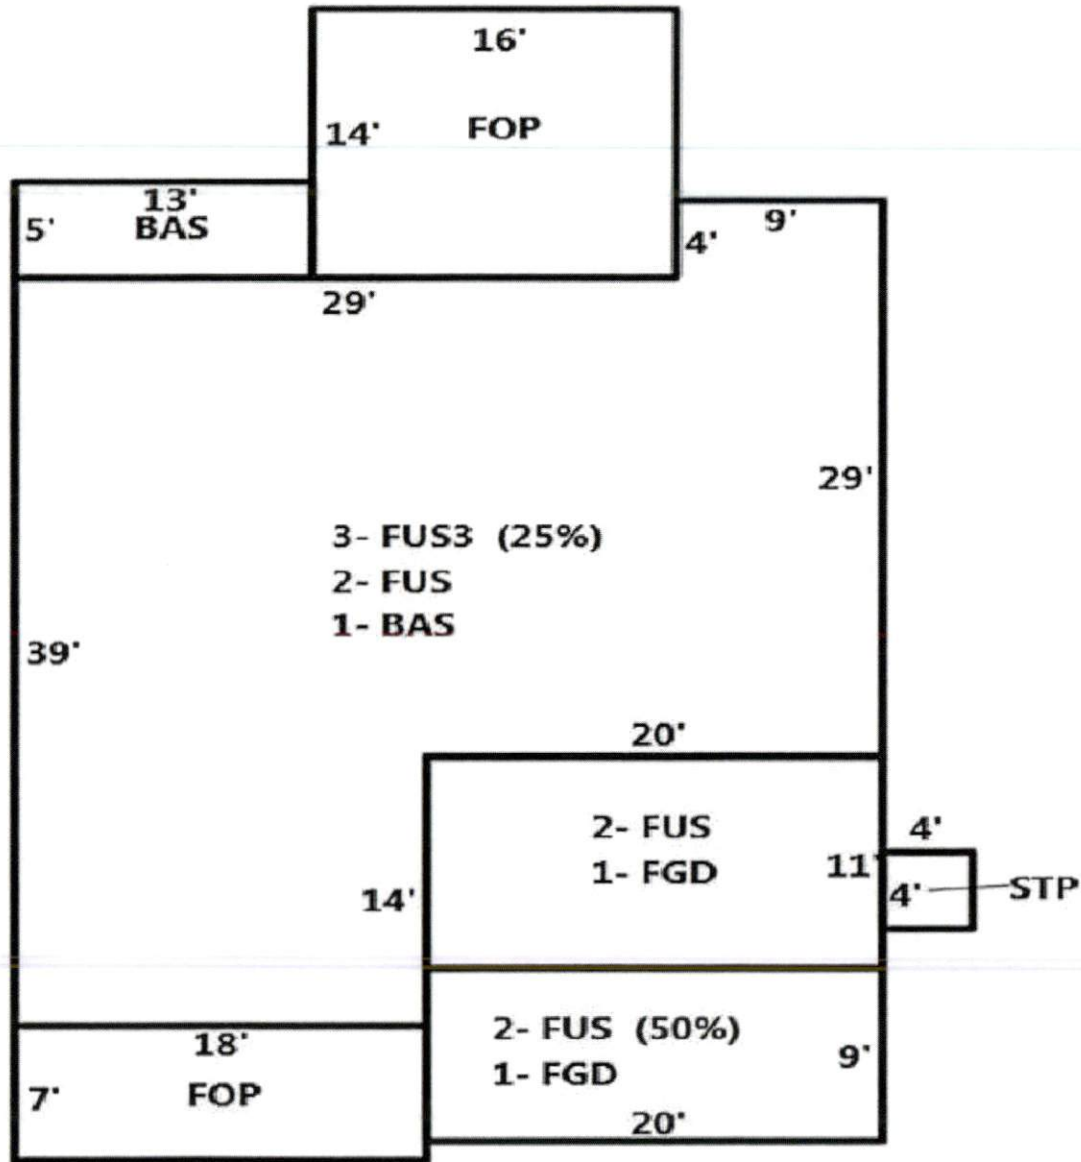 16'
14' FOP
13'
5' BAS
9'
4'
29'
29'
3- FUS3 (25%)
2- FUS
1- BAS
39'
20'
2- FUS
4'
1- FGD
11'
14'
4'
STP
2- FUS (50%)
18'
9'
1- FGD
7' FOP
20'